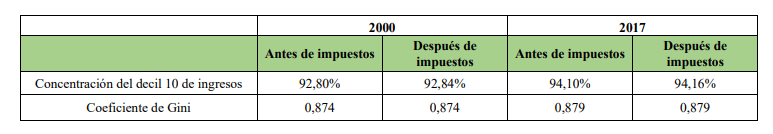 2000 2017
Antes de impuestos Después de impuestos Antes de impuestos Después de impuestos
Concentración del decil 10 de ingresos 92,80% 92,84% 94,10% 94,16%
Coeficiente de Gini 0,874 0,874 0,879 0,879